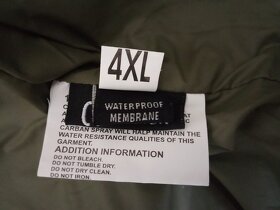 4XL
WATERPROOF
MEMBRANE
AT
CARBAN SPRAY WILL HALP MAINTAIN THE
WATER RESISTANCE QUALITIES OF THIS
GARMENT.
ADDITION INFORMATION
DO NOT BLEACH.
DO NOT TUMBLE DRY.
DO NOT DRY CLEAN.
DO NOT IRON.